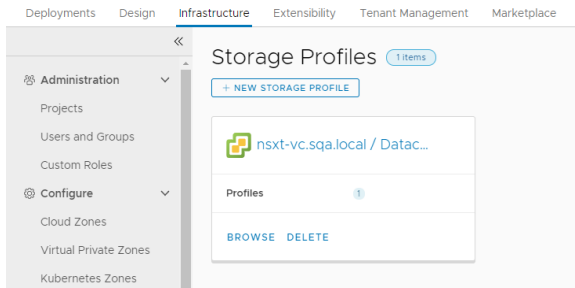 Deployments Design Infrastructure Extensibility Tenant Management Marketplace
«
Administration
Projects
Users and Groups
Custom Roles
Configure
Cloud Zones
Virtual Private Zones
Kubernetes Zones
Storage Profiles 1 items
+ NEW STORAGE PROFILE
nsxt-vc.sqa.local / Datac...
Profiles 1
BROWSE DELETE